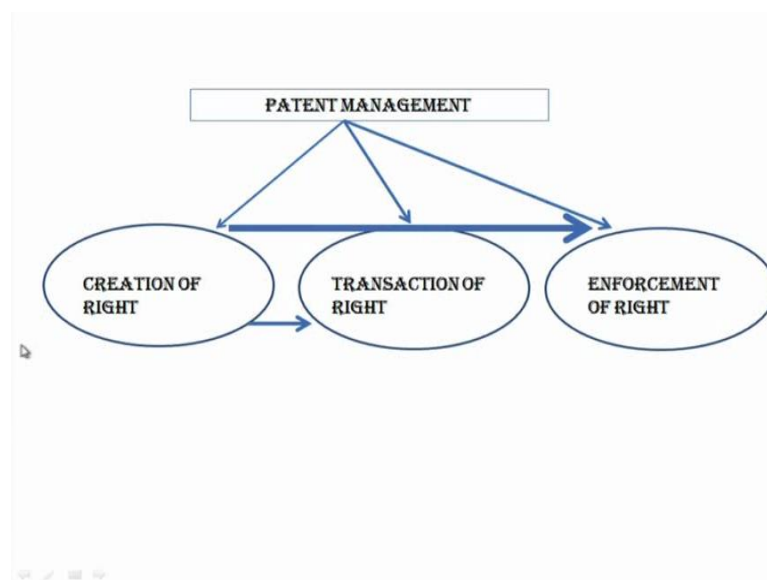 PATENT MANAGEMENT
CREATION OF
RIGHT
TRANSACTION OF
RIGHT
ENFORCEMENT
OF RIGHT